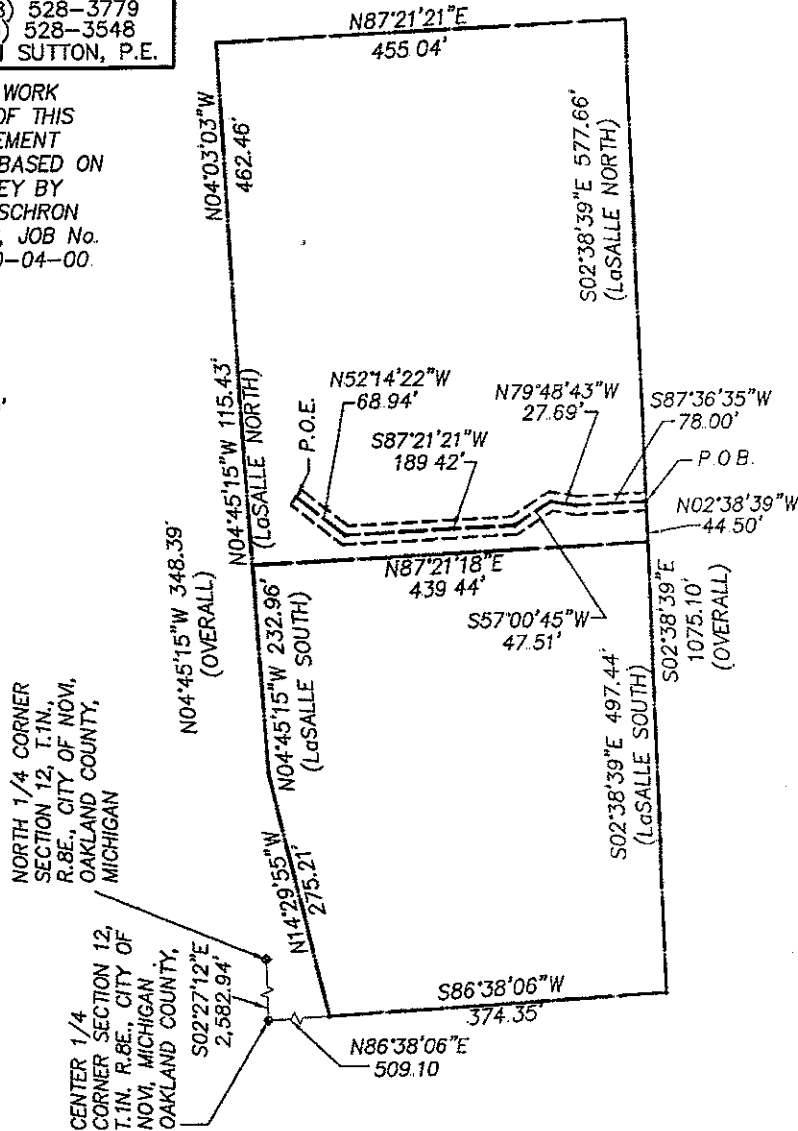 ) 528-3779
) 528-3548
SUTTON, P.E.
WORK
OF THIS
EMENT
BASED ON
EY BY
SCHRON
JOB No.
0-04-00.
N87°21'21"E
455.04'
N04°03'03"W
462.46'
S02°38'39"E 577.66'
(LaSALLE NORTH)
N04°45'15"W 115.43'
(LaSALLE NORTH)
P.O.E.
N52°14'22"W
68.94'
S87°21'21"W
189.42'
N79°48'43"W
27.69'
S87°36'35"W
78.00'
P.O.B.
N02°38'39"W
44.50'
N87°21'18"E
439.44'
S57°00'45"W
47.51'
N04°45'15"W 348.39'
(OVERALL)
N04°45'15"W 232.96'
(LaSALLE SOUTH)
S02°38'39"E
1075.10'
(OVERALL)
S02°38'39"E 497.44'
(LaSALLE SOUTH)
NORTH 1/4 CORNER
SECTION 12, T.1N.,
R.8E., CITY OF NOVI,
OAKLAND COUNTY,
MICHIGAN
N14°29'55"W
275.21'
CENTER 1/4
CORNER SECTION 12,
T.1N. R.8E., CITY OF
NOVI, MICHIGAN
OAKLAND COUNTY,
S02°27'12"E
2,582.94'
S86°38'06"W
374.35'
N86°38'06"E
509.10